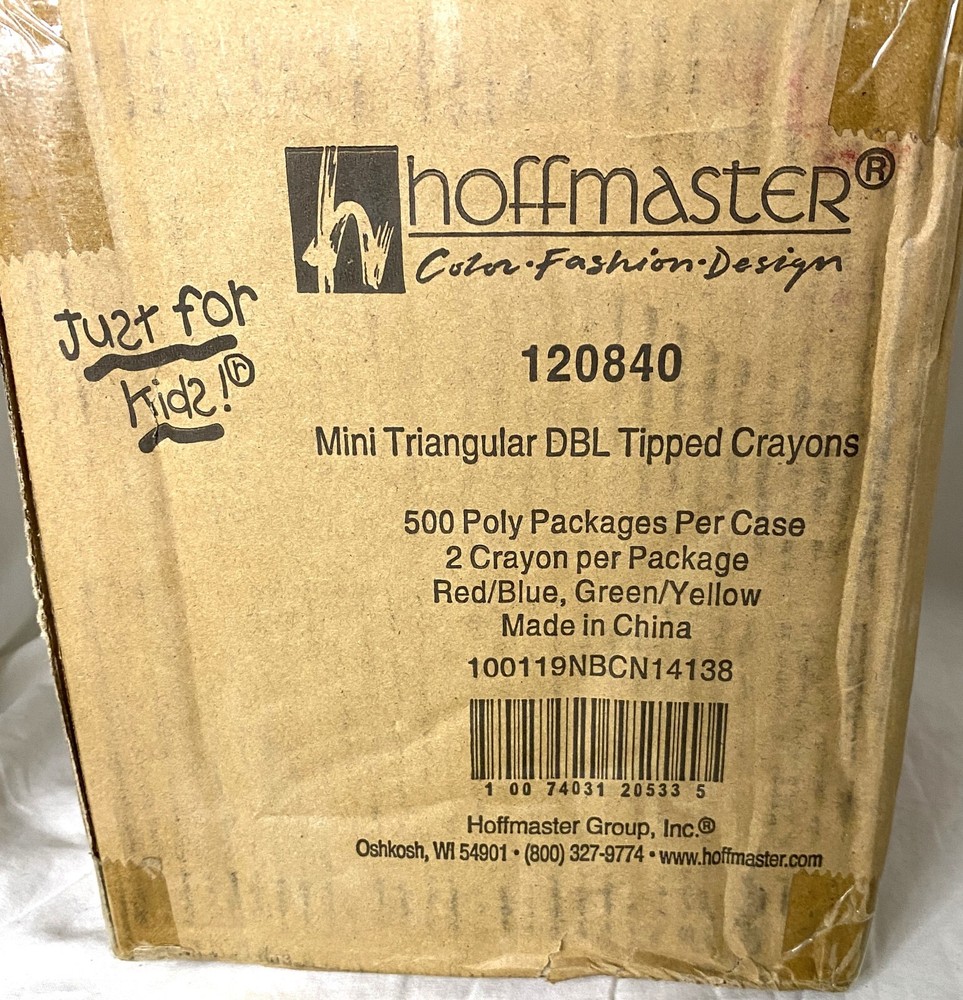 hoffmaster®
Color·Fashion·Design
Just for
kids!®
120840
Mini Triangular DBL Tipped Crayons
500 Poly Packages Per Case
2 Crayon per Package
Red/Blue, Green/Yellow
Made in China
100119NBCN14138
1 00 74031 20533 5
Hoffmaster Group, Inc.®
Oshkosh, WI 54901 • (800) 327-9774 • www.hoffmaster.com